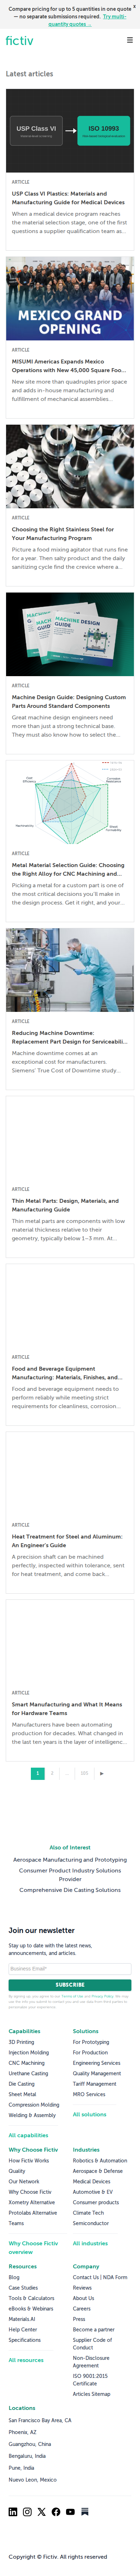 Compare pricing for up to 5 quantities in one quote
— no separate submissions required. Try multi-
quantity quoting →
x
fictiv
Latest articles
USP Class VI
ISO 10993
ARTICLE
USP Class VI Plastics: Materials and
Manufacturing Guide for Medical Devices
When a medical device program reaches
the material selection stage, one of the first
questions a supplier qualification team as...
MEXICO GRAND
OPENING
ARTICLE
MISUMI Americas Expands Mexico
Operations with New 45,000 Square Foo...
New site more than quadruples prior space
and adds in-house manufacturing and
fulfillment of mechanical assemblies...
ARTICLE
Choosing the Right Stainless Steel for
Your Manufacturing Program
Picture a food mixing agitator that runs fine
for a year. Then salty product and the daily
sanitizing cycle find the crevices and a...
ARTICLE
Machine Design Guide: Designing Custom
Parts Around Standard Components
Great machine design engineers need
more than just a strong technical base.
They must also know how to select the...
ARTICLE
Metal Material Selection Guide: Choosing
the Right Alloy for CNC Machining and...
Picking a metal for a custom part is one of
the most critical decisions you'll make in
the design process. Get it right, and your...
ARTICLE
Reducing Machine Downtime:
Replacement Part Design for Serviceabili...
Machine downtime comes at an
exceptional cost for manufacturers.
Siemens' True Cost of Downtime study...
ARTICLE
Thin Metal Parts: Design, Materials, and
Manufacturing Guide
Thin metal parts are components with low
material thickness relative to their
geometry, typically below 1–3 mm. At...
ARTICLE
Food and Beverage Equipment
Manufacturing: Materials, Finishes, and...
Food and beverage equipment needs to
perform reliably while meeting strict
requirements for cleanliness, corrosion...
ARTICLE
Heat Treatment for Steel and Aluminum:
An Engineer's Guide
A precision shaft can be machined
perfectly, inspected within tolerance, sent
for heat treatment, and come back...
ARTICLE
Smart Manufacturing and What It Means
for Hardware Teams
Manufacturers have been automating
production for decades. What changed in
the last ten years is the layer of intelligenc...
Also of Interest
Aerospace Manufacturing and Prototyping
Consumer Product Industry Solutions
Provider
Comprehensive Die Casting Solutions
Join our newsletter
Stay up to date with the latest news,
announcements, and articles.
Business Email*
SUBSCRIBE
Capabilities
3D Printing
Injection Molding
CNC Machining
Urethane Casting
Die Casting
Sheet Metal
Compression Molding
Welding & Assembly
All capabilities
Solutions
For Prototyping
For Production
Engineering Services
Quality Management
Tariff Management
MRO Services
All solutions
Why Choose Fictiv
How Fictiv Works
Quality
Our Network
Why Choose Fictiv
Xometry Alternative
Protolabs Alternative
Teams
Why Choose Fictiv
overview
Industries
Robotics & Automation
Aerospace & Defense
Medical Devices
Automotive & EV
Consumer products
Climate Tech
Semiconductor
All industries
Resources
Blog
Case Studies
Tools & Calculators
eBooks & Webinars
Materials.AI
Help Center
Specifications
All resources
Company
Contact Us | NDA Form
Reviews
About Us
Careers
Press
Become a partner
Supplier Code of
Conduct
Non-Disclosure
Agreement
ISO 9001:2015
Certificate
Articles Sitemap
Locations
San Francisco Bay Area, CA
Phoenix, AZ
Guangzhou, China
Bengaluru, India
Pune, India
Nuevo Leon, Mexico
Copyright © Fictiv. All rights reserved